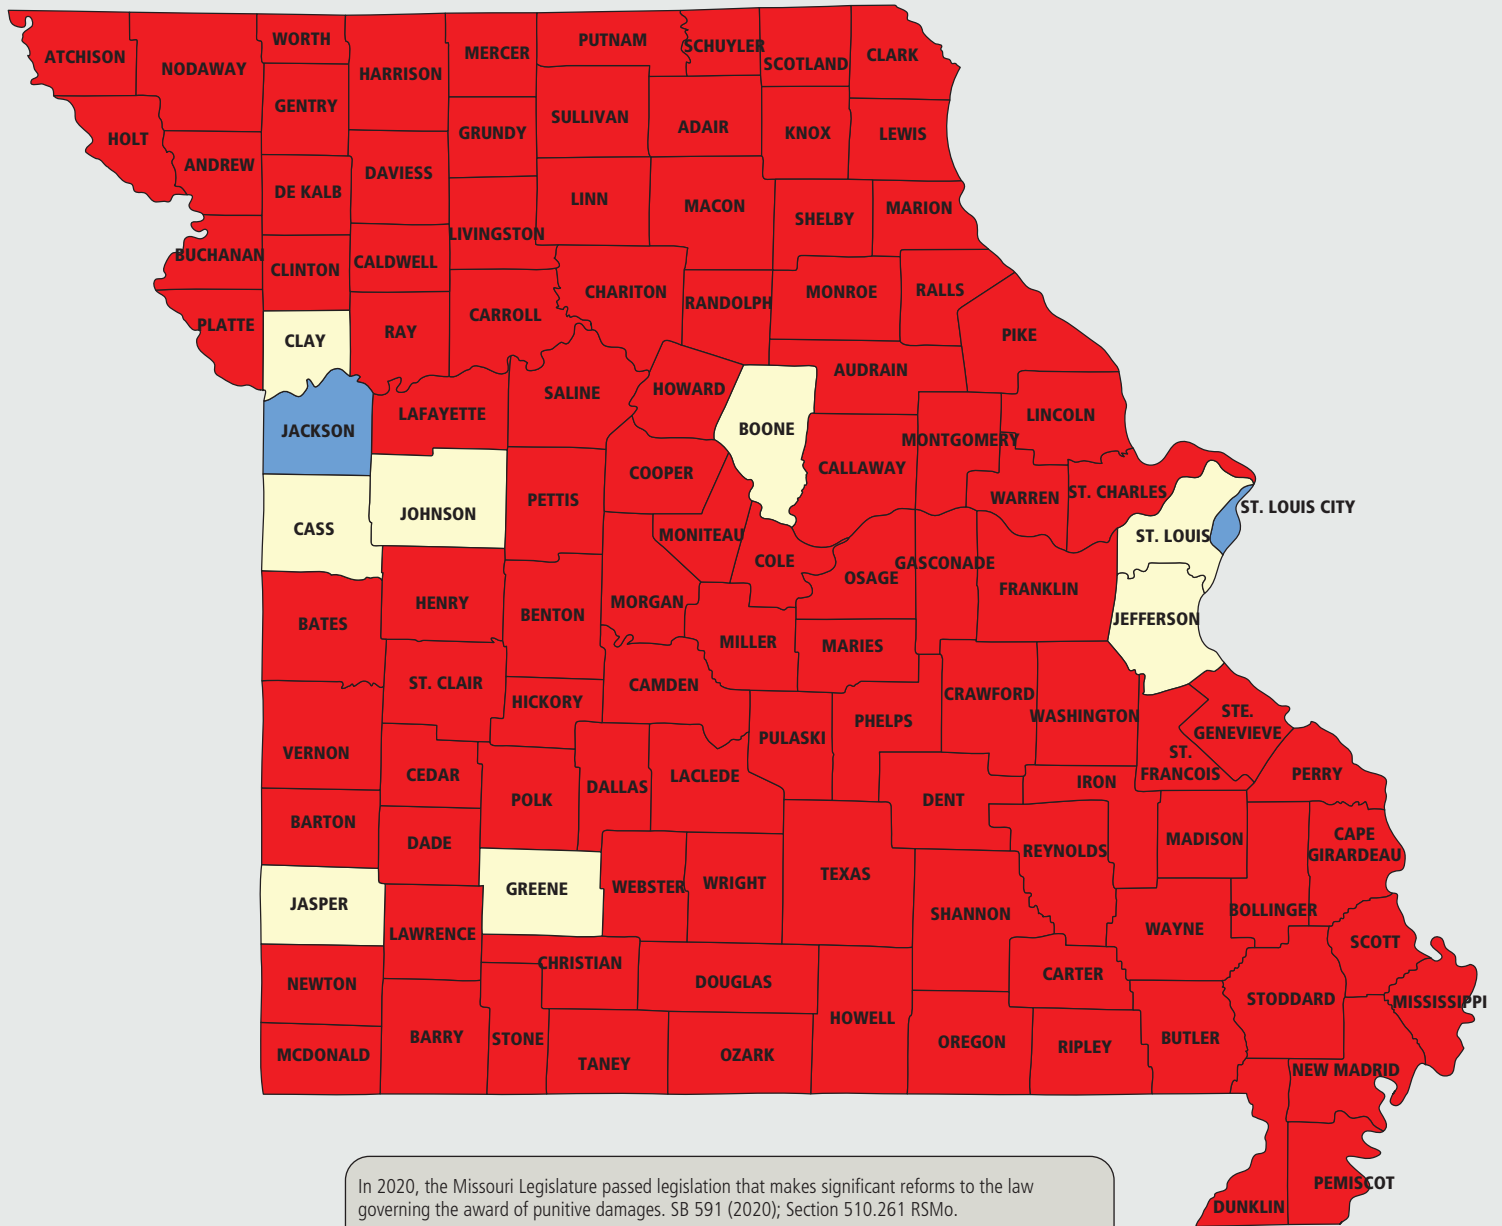 ATCHISON
NODAWAY
WORTH
HARRISON
MERCER
PUTNAM
SCHUYLER
SCOTLAND
CLARK
HOLT
GENTRY
GRUNDY
SULLIVAN
ADAIR
KNOX
LEWIS
ANDREW
DE KALB
DAVIESS
LINN
MACON
SHELBY
MARION
LIVINGSTON
BUCHANAN
CLINTON
CALDWELL
CARROLL
CHARITON
RANDOLPH
MONROE
RALLS
PIKE
PLATTE
CLAY
RAY
JACKSON
LAFAYETTE
SALINE
HOWARD
BOONE
AUDRAIN
MONTGOMERY
LINCOLN
CALLAWAY
CASS
JOHNSON
PETTIS
COOPER
MONITEAU
COLE
OSAGE
GASCONADE
WARREN
ST. CHARLES
ST. LOUIS
ST. LOUIS CITY
BATES
HENRY
BENTON
MORGAN
MILLER
MARIES
FRANKLIN
JEFFERSON
ST. CLAIR
HICKORY
CAMDEN
PULASKI
PHELPS
CRAWFORD
WASHINGTON
STE.
GENEVIEVE
ST.
FRANCOIS
PERRY
VERNON
CEDAR
POLK
DALLAS
LACLEDE
DENT
IRON
BARTON
DADE
TEXAS
REYNOLDS
MADISON
CAPE
GIRARDEAU
JASPER
GREENE
WEBSTER
WRIGHT
SHANNON
WAYNE
BOLLINGER
SCOTT
LAWRENCE
NEWTON
CHRISTIAN
DOUGLAS
HOWELL
CARTER
STODDARD
MISSISSIPPI
MCDONALD
BARRY
STONE
TANEY
OZARK
OREGON
RIPLEY
BUTLER
NEW MADRID
PEMISCOT
DUNKLIN
In 2020, the Missouri Legislature passed legislation that makes significant reforms to the law
governing the award of punitive damages. SB 591 (2020); Section 510.261 RSMo.